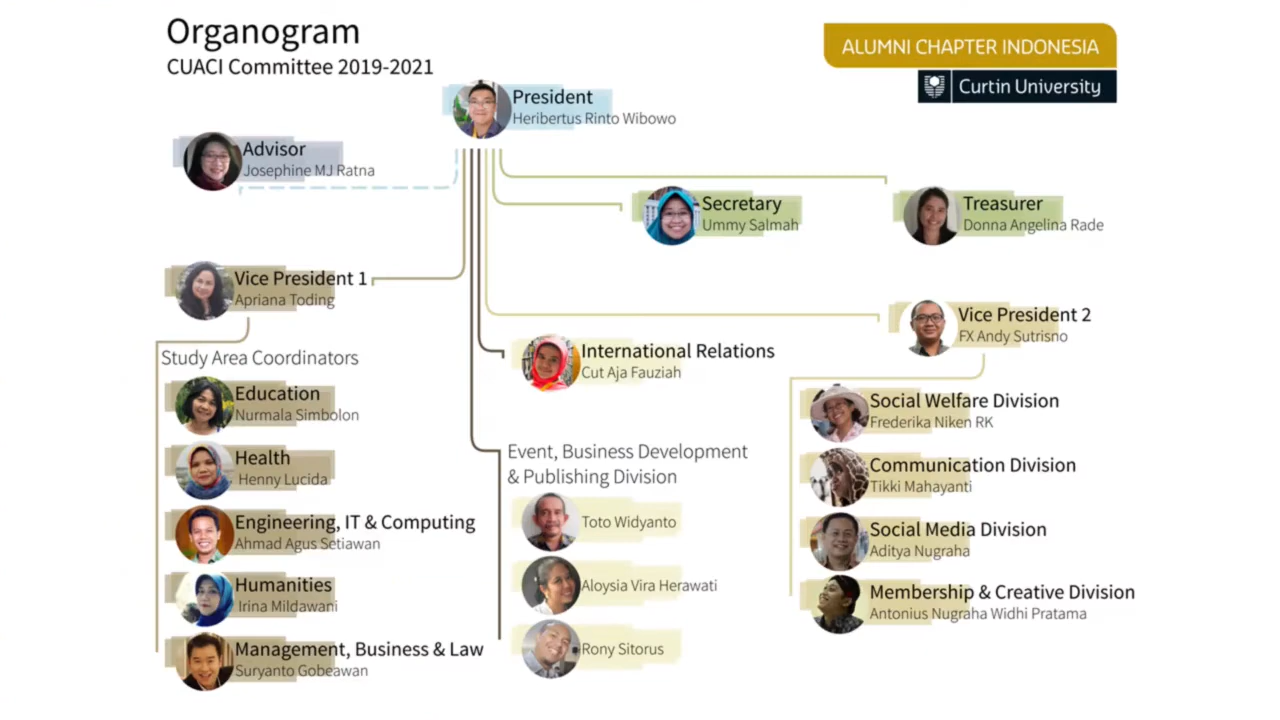 Organogram
CUACI Committee 2019-2021
ALUMNI CHAPTER INDONESIA
Curtin University
President
Heribertus Rinto Wibowo
Advisor
Josephine MJ Ratna
Secretary
Ummy Salmah
Treasurer
Donna Angelina Rade
Vice President 1
Apriana Toding
Vice President 2
FX Andy Sutrisno
International Relations
Cut Aja Fauziah
Study Area Coordinators
Education
Nurmala Simbolon
Health
Henny Lucida
Engineering, IT & Computing
Ahmad Agus Setiawan
Humanities
Irina Mildawani
Management, Business & Law
Suryanto Gobeawan
Event, Business Development
& Publishing Division
Toto Widyanto
Aloysia Vira Herawati
Rony Sitorus
Social Welfare Division
Frederika Niken RK
Communication Division
Tikki Mahayanti
Social Media Division
Aditya Nugraha
Membership & Creative Division
Antonius Nugraha Widhi Pratama